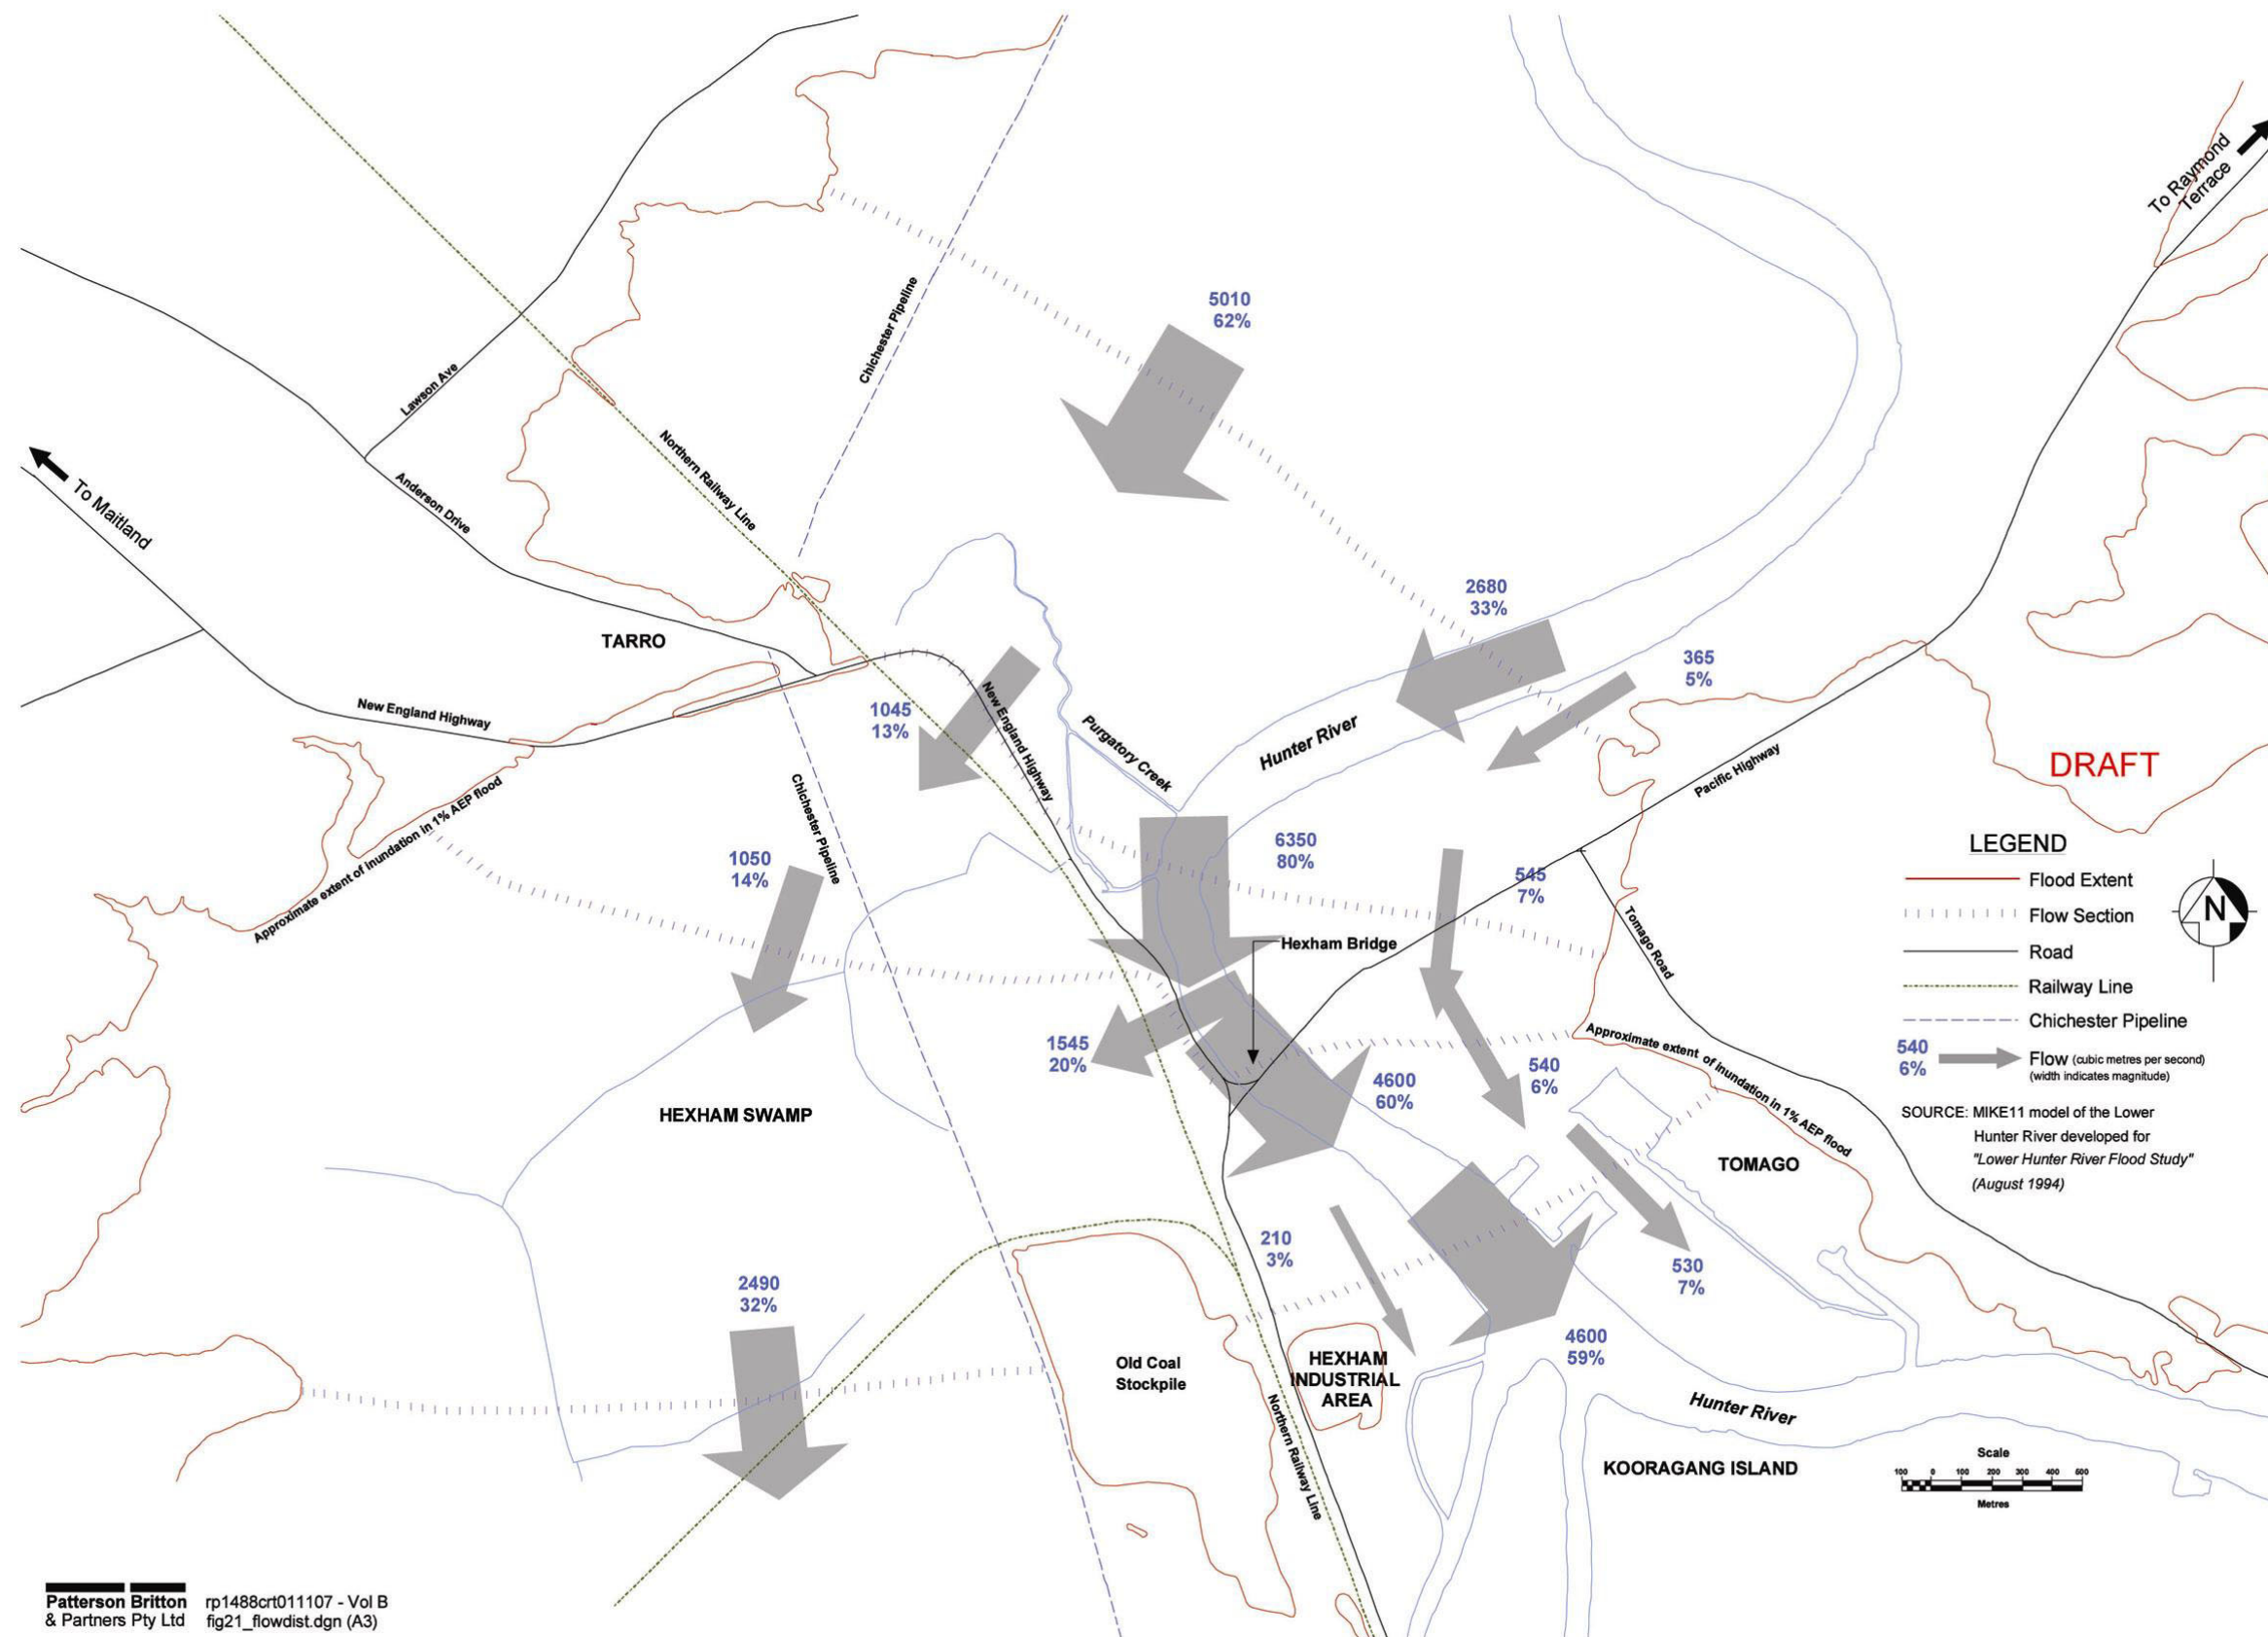 To Raymond
Terrace
5010
62%
Chichester Pipeline
Lawson Ave
Northern Railway Line
To Maitland
Anderson Drive
2680
33%
TARRO
365
5%
New England Highway
1045
13%
New England Highway
Purgatory Creek
Hunter River
DRAFT
Pacific Highway
Chichester Pipeline
Approximate extent of inundation in 1% AEP flood
1050
14%
6350
80%
545
7%
Hexham Bridge
Tomago Road
LEGEND
Flood Extent
Flow Section
Road
Railway Line
Chichester Pipeline
540
6%
Flow (cubic metres per second)
(width indicates magnitude)
N
SOURCE: MIKE11 model of the Lower
Hunter River developed for
"Lower Hunter River Flood Study"
(August 1994)
1545
20%
4600
60%
540
6%
Approximate extent of inundation in 1% AEP flood
HEXHAM SWAMP
TOMAGO
210
3%
530
7%
2490
32%
4600
59%
Old Coal
Stockpile
HEXHAM
INDUSTRIAL
AREA
Northern Railway Line
Hunter River
KOORAGANG ISLAND
Scale
100 0 100 200 300 400 500
Metres
Patterson Britton
& Partners Pty Ltd
rp1488crt011107 - Vol B
fig21_flowdist.dgn (A3)